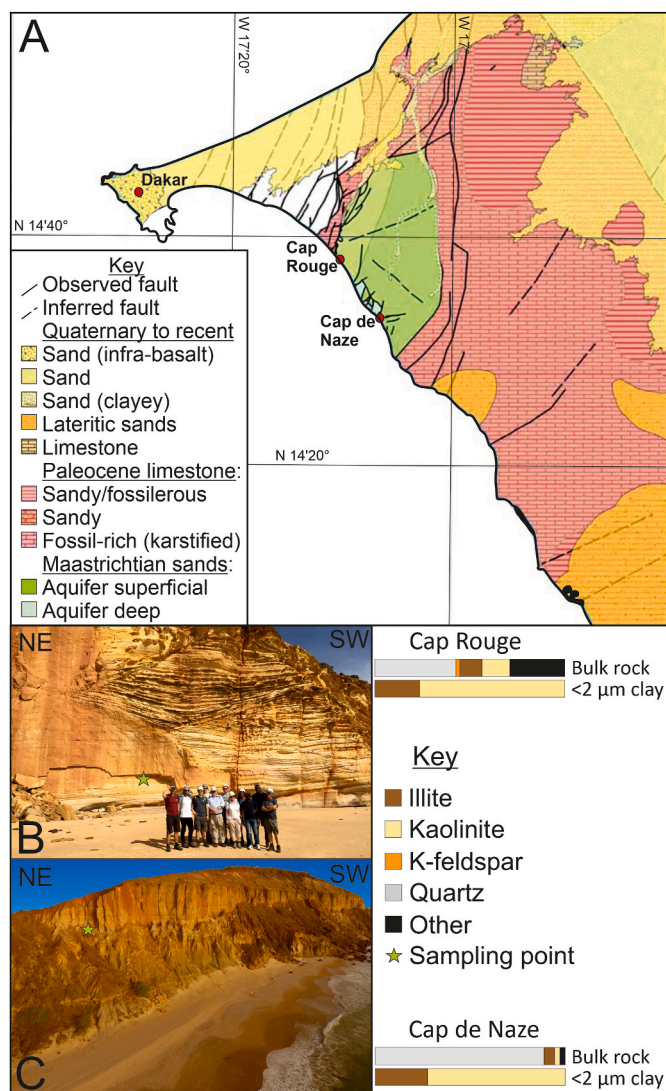 A
W 17'20
W 17'
Dakar
N 14'40
Cap
Rouge
Cap de
Naze
Key
Observed fault
Inferred fault
Quaternary to recent
Sand (infra-basalt)
Sand
Sand (clayey)
Lateritic sands
Limestone
Paleocene limestone:
Sandy/fossilerous
Sandy
Fossil-rich (karstified)
Maastrichtian sands:
Aquifer superficial
Aquifer deep
N 14'20
NE
SW
B
NE
SW
C
Cap Rouge
Bulk rock
<2 μm clay
Key
Illite
Kaolinite
K-feldspar
Quartz
Other
Sampling point
Cap de Naze
Bulk rock
<2 μm clay